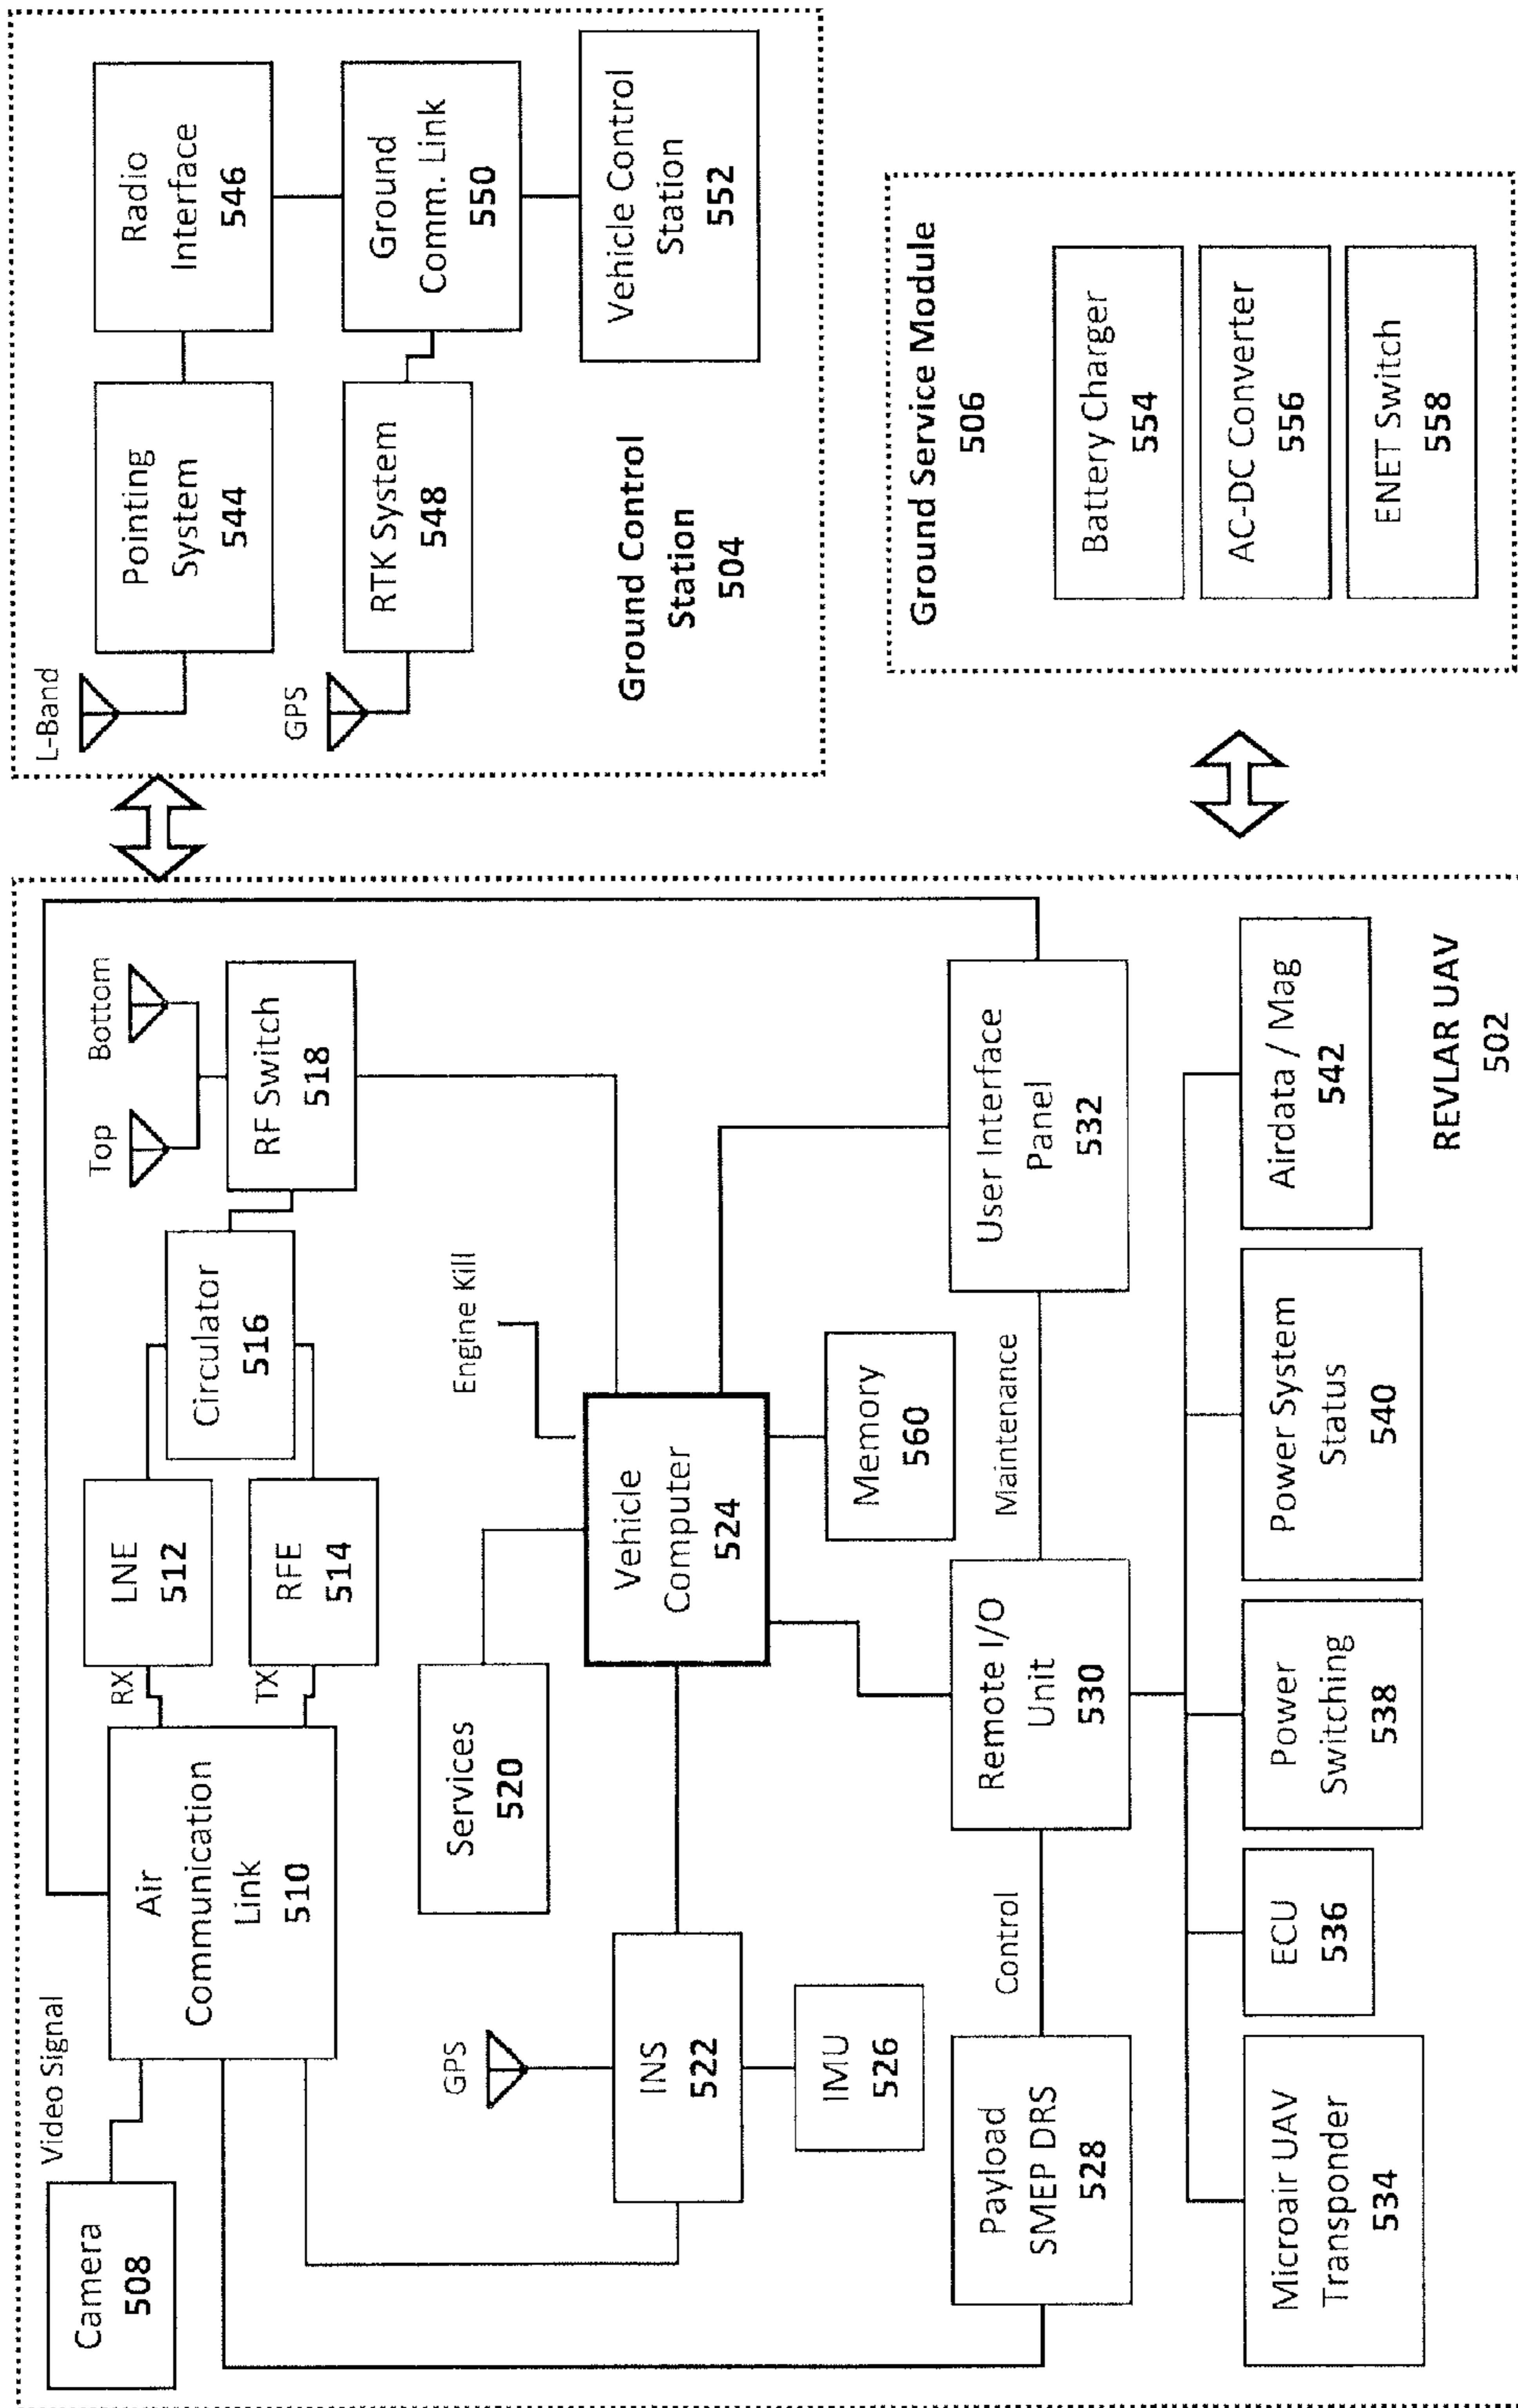 Camera
508
Video Signal
Air
Communication
Link
510
RX
TX
LNE
512
RFE
514
Circulator
516
Top
Bottom
RF Switch
518
Services
520
Engine Kill
GPS
INS
522
IMU
526
Vehicle
Computer
524
Memory
560
Payload
SMEP DRS
528
Control
Remote I/O
Unit
530
Maintenance
User Interface
Panel
532
Microair UAV
Transponder
534
ECU
536
Power
Switching
538
Power System
Status
540
Airdata / Mag
542
REVLAR UAV
502
L-Band
Pointing
System
544
Radio
Interface
546
GPS
RTK System
548
Ground
Comm. Link
550
Ground Control
Station
504
Vehicle Control
Station
552
Ground Service Module
506
Battery Charger
554
AC-DC Converter
556
ENET Switch
558